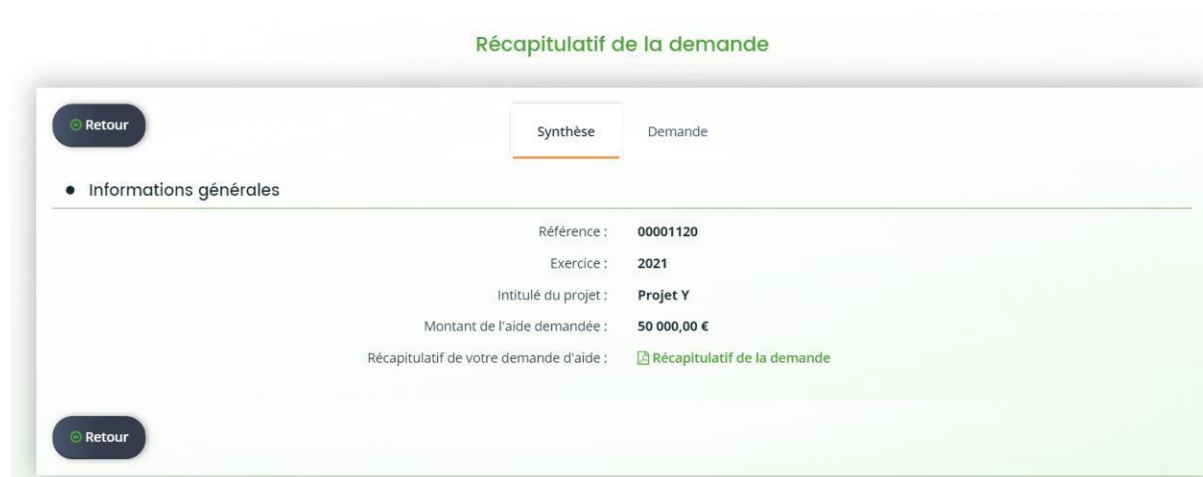 Récapitulatif de la demande
Retour
Synthèse Demande
Informations générales
Référence : 00001120
Exercice : 2021
Intitulé du projet : Projet Y
Montant de l'aide demandée : 50 000,00 €
Récapitulatif de votre demande d'aide : Récapitulatif de la demande
Retour